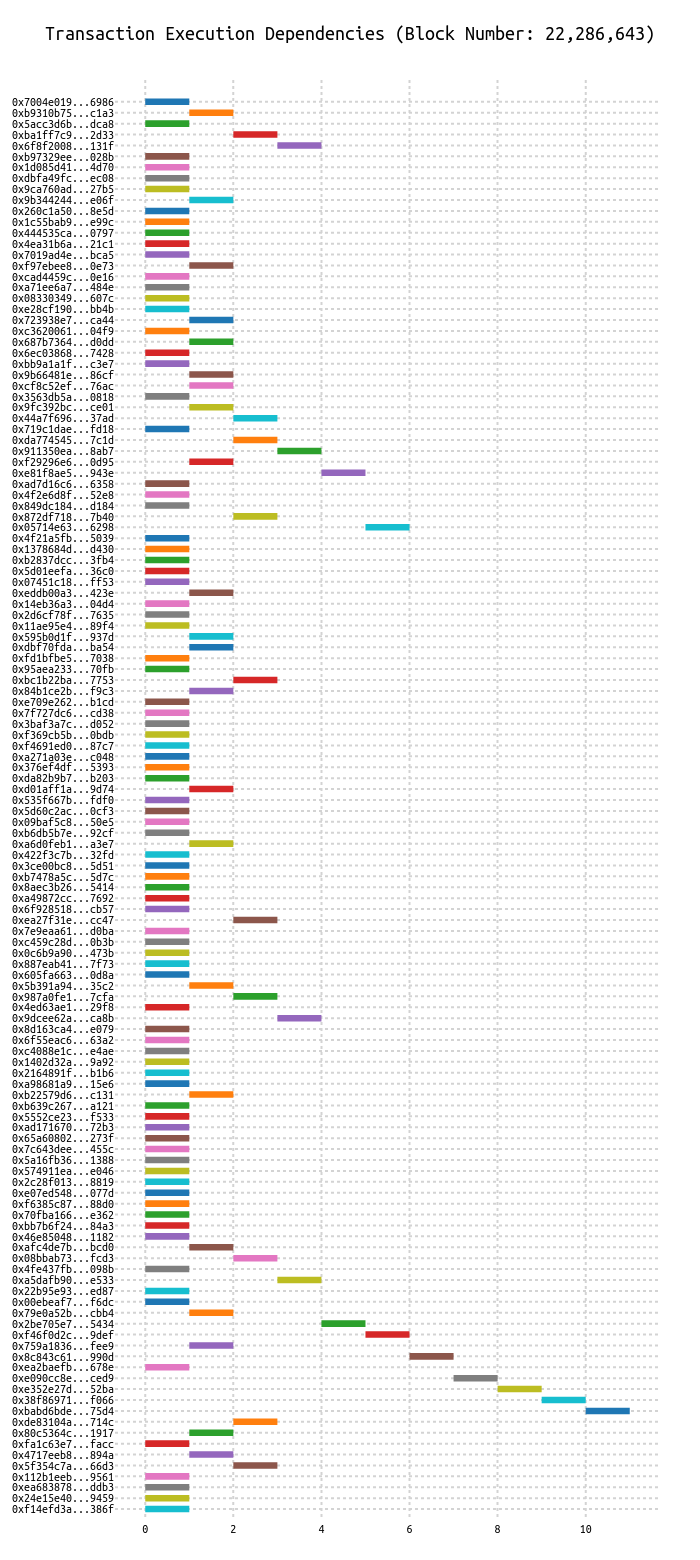 Transaction Execution Dependencies (Block Number: 22,286,643)
0x7004e019...6986
0xb9310b75...c1a3
0x5acc3d6b...dca8
0xba1ff7c9...2d33
0x6f8f2008...131f
0xb97329ee...028b
0x1d085d41...4d70
0xdbfa49fc...ec08
0x9ca760ad...27b5
0x9b344244...e06f
0x260c1a50...8e5d
0x1c55bab9...e99c
0x444535ca...0797
0x4ea31b6a...21c1
0x7019ad4e...bca5
0xf97ebee8...0e73
0xcad4459c...0e16
0xa71ee6a7...484e
0x08330349...607c
0xe28cf190...bb4b
0x723938e7...ca44
0xc3620061...04f9
0x687b7364...d0dd
0x6ec03868...7428
0xbb9a1a1f...c3e7
0x9b66481e...86cf
0xcf8c52ef...76ac
0x3563db5a...0818
0x9fc392bc...ce01
0x44a7f696...37ad
0x719c1dae...fd18
0xda774545...7c1d
0x911350ea...8ab7
0xf29296e6...0d95
0xe81f8ae5...943e
0xad7d16c6...6358
0x4f2e6d8f...52e8
0x849dc184...d184
0x872df718...7b40
0x05714e63...6298
0x4f21a5fb...5039
0x1378684d...d430
0xb2837dcc...3fb4
0x5d01eefa...36c0
0x07451c18...ff53
0xeddb00a3...423e
0x14eb36a3...04d4
0x2d6cf78f...7635
0x11ae95e4...89f4
0x595b0d1f...937d
0xdbf70fda...ba54
0xfd1bfbe5...7038
0x95aea233...70fb
0xbc1b22ba...7753
0x84b1ce2b...f9c3
0xe709e262...b1cd
0x7f727dc6...cd38
0x3baf3a7c...d052
0xf369cb5b...0bdb
0xf4691ed0...87c7
0xa271a03e...c048
0x376ef4df...5393
0xda82b9b7...b203
0xd01aff1a...9d74
0x535f667b...fdf0
0x5d60c2ac...0cf3
0x09baf5c8...50e5
0xb6db5b7e...92cf
0xa6d0feb1...a3e7
0x422f3c7b...32fd
0x3ce00bc8...5d51
0xb7478a5c...5d7c
0x8aec3b26...5414
0xa49872cc...7692
0x6f928518...cb57
0xea27f31e...cc47
0x7e9eaa61...d0ba
0xc459c28d...0b3b
0x0c6b9a90...473b
0x887eab41...7f73
0x605fa663...0d8a
0x5b391a94...35c2
0x987a0fe1...7cfa
0x4ed63ae1...29f8
0x9dcee62a...ca8b
0x8d163ca4...e079
0x6f55eac6...63a2
0xc4088e1c...e4ae
0x1402d32a...9a92
0x2164891f...b1b6
0xa98681a9...15e6
0xb22579d6...c131
0xb639c267...a121
0x5552ce23...f533
0xad171670...72b3
0x65a60802...273f
0x7c643dee...455c
0x5a16fb36...1388
0x574911ea...e046
0x2c28f013...8819
0xe07ed548...077d
0xf6385c87...88d0
0x70fba166...e362
0xbb7b6f24...84a3
0x46e85048...1182
0xafc4de7b...bcd0
0x08bbab73...fcd3
0x4fe437fb...098b
0xa5dafb90...e533
0x22b95e93...ed87
0x00ebeaf7...f6dc
0x79e0a52b...cbb4
0x2be705e7...5434
0xf46f0d2c...9def
0x759a1836...fee9
0x8c843c61...990d
0xea2baefb...678e
0xe090cc8e...ced9
0xe352e27d...52ba
0x38f86971...f066
0xbabd6bde...75d4
0xde83104a...714c
0x80c5364c...1917
0xfa1c63e7...facc
0x4717eeb8...894a
0x5f354c7a...66d3
0x112b1eeb...9561
0xea683878...ddb3
0x24e15e40...9459
0xf14efd3a...386f
0 2 4 6 8 10